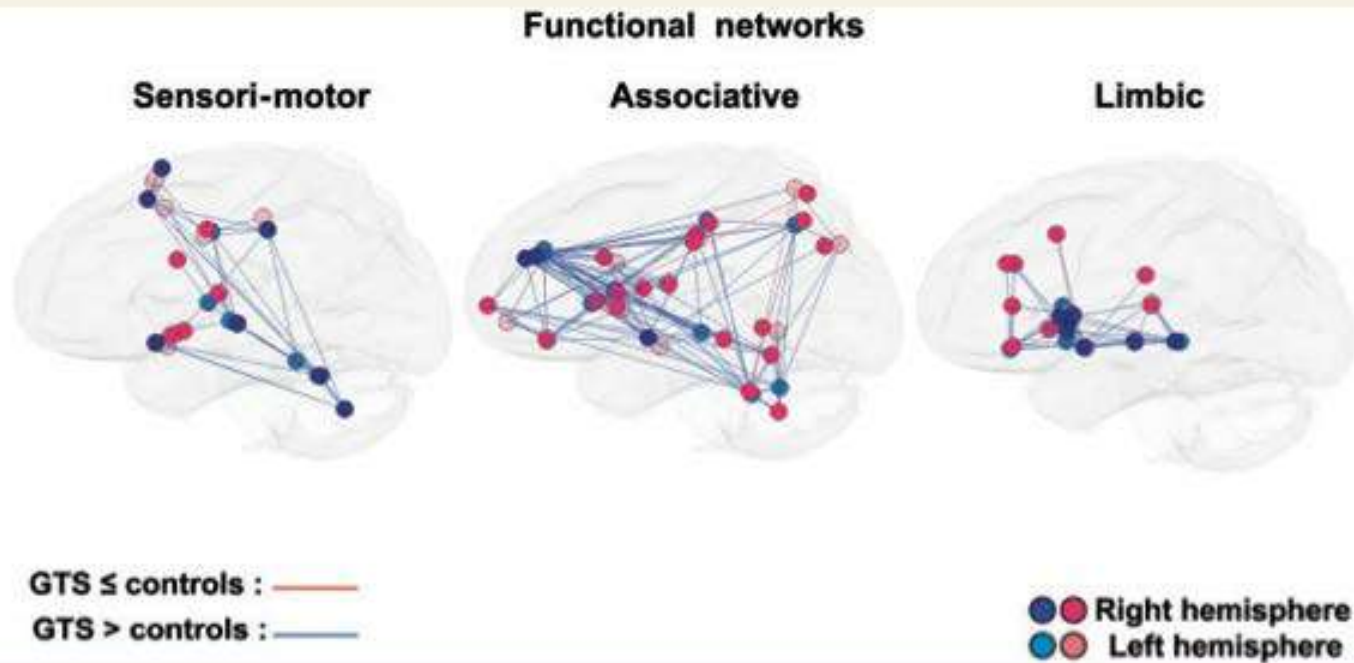 Functional networks
Sensori-motor
Associative
Limbic
GTS ≤ controls :
GTS > controls :
Right hemisphere
Left hemisphere